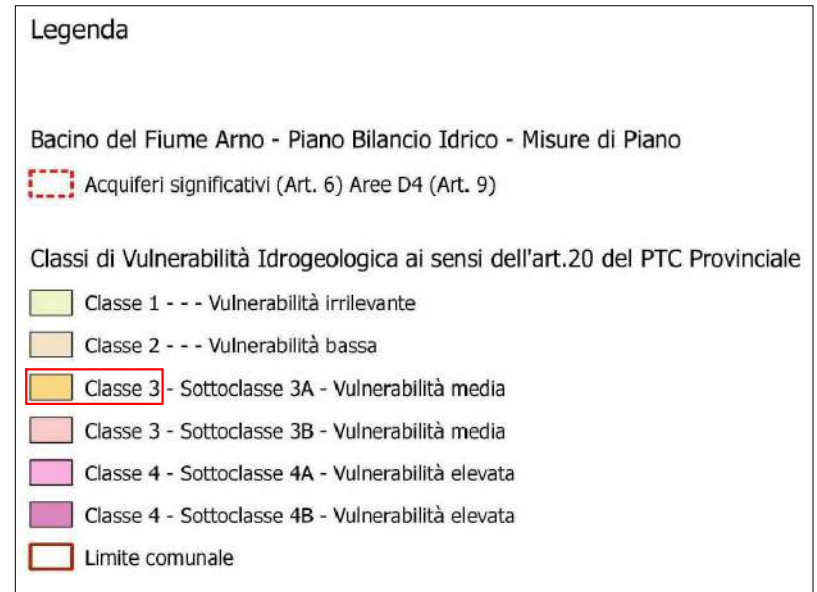 Legenda
Bacino del Fiume Arno - Piano Bilancio Idrico - Misure di Piano
Acquiferi significativi (Art. 6) Aree D4 (Art. 9)
Classi di Vulnerabilità Idrogeologica ai sensi dell'art.20 del PTC Provinciale
Classe 1 - - - Vulnerabilità irrilevante
Classe 2 - - - Vulnerabilità bassa
Classe 3 - Sottoclasse 3A - Vulnerabilità media
Classe 3 - Sottoclasse 3B - Vulnerabilità media
Classe 4 - Sottoclasse 4A - Vulnerabilità elevata
Classe 4 - Sottoclasse 4B - Vulnerabilità elevata
Limite comunale